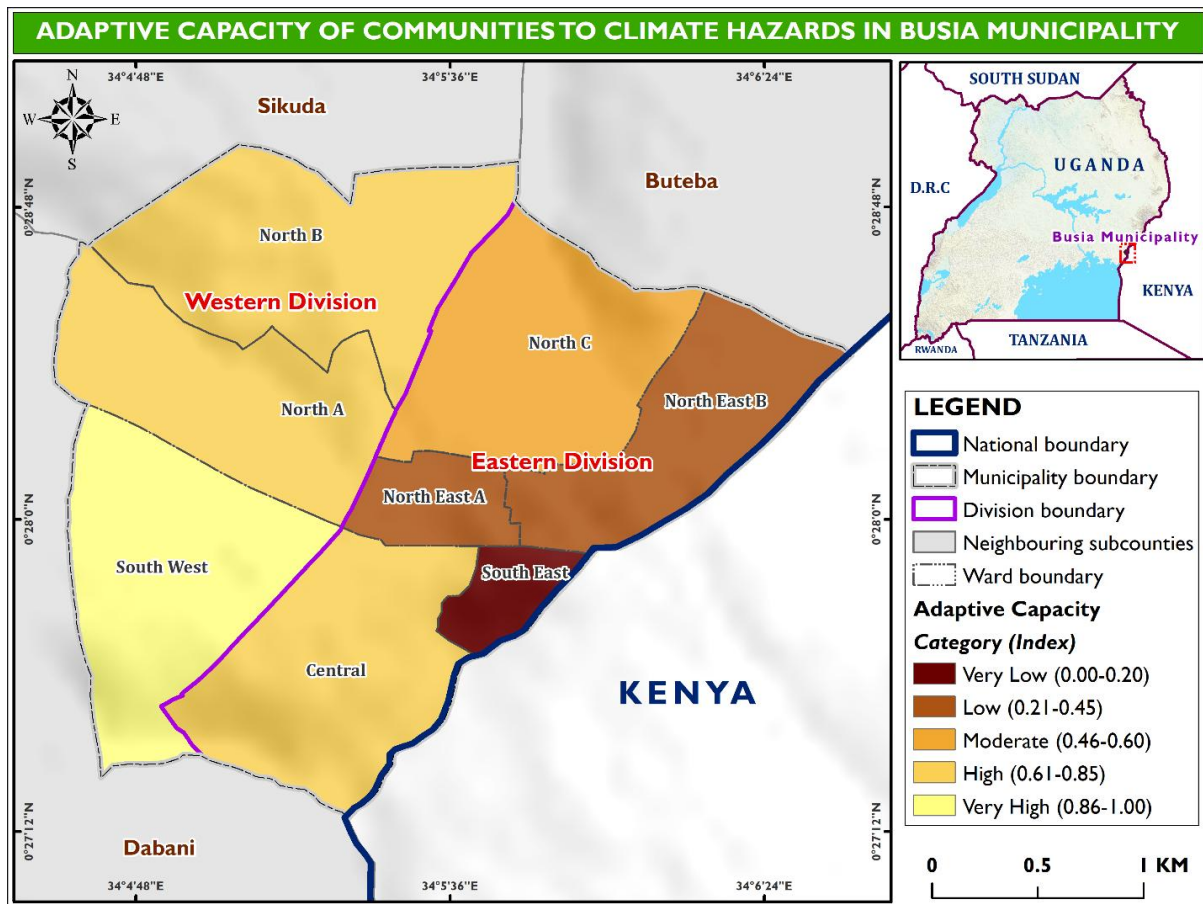 ADAPTIVE CAPACITY OF COMMUNITIES TO CLIMATE HAZARDS IN BUSIA MUNICIPALITY
34°4'48"E
34°5'36"E
34°6'24"E
N
W
E
S
Sikuda
Buteba
0°28'48"N
0°28'48"N
North B
Western Division
North C
North A
North East B
Eastern Division
North East A
0°28'0"N
0°28'0"N
South West
South East
Central
KENYA
0°27'12"N
0°27'12"N
Dabani
34°4'48"E
34°5'36"E
34°6'24"E
SOUTH SUDAN
UGANDA
D.R.C
Busia Municipality
KENYA
TANZANIA
RWANDA
LEGEND
National boundary
Municipality boundary
Division boundary
Neighbouring subcounties
Ward boundary
Adaptive Capacity
Category (Index)
Very Low (0.00-0.20)
Low (0.21-0.45)
Moderate (0.46-0.60)
High (0.61-0.85)
Very High (0.86-1.00)
0 0.5 1 KM